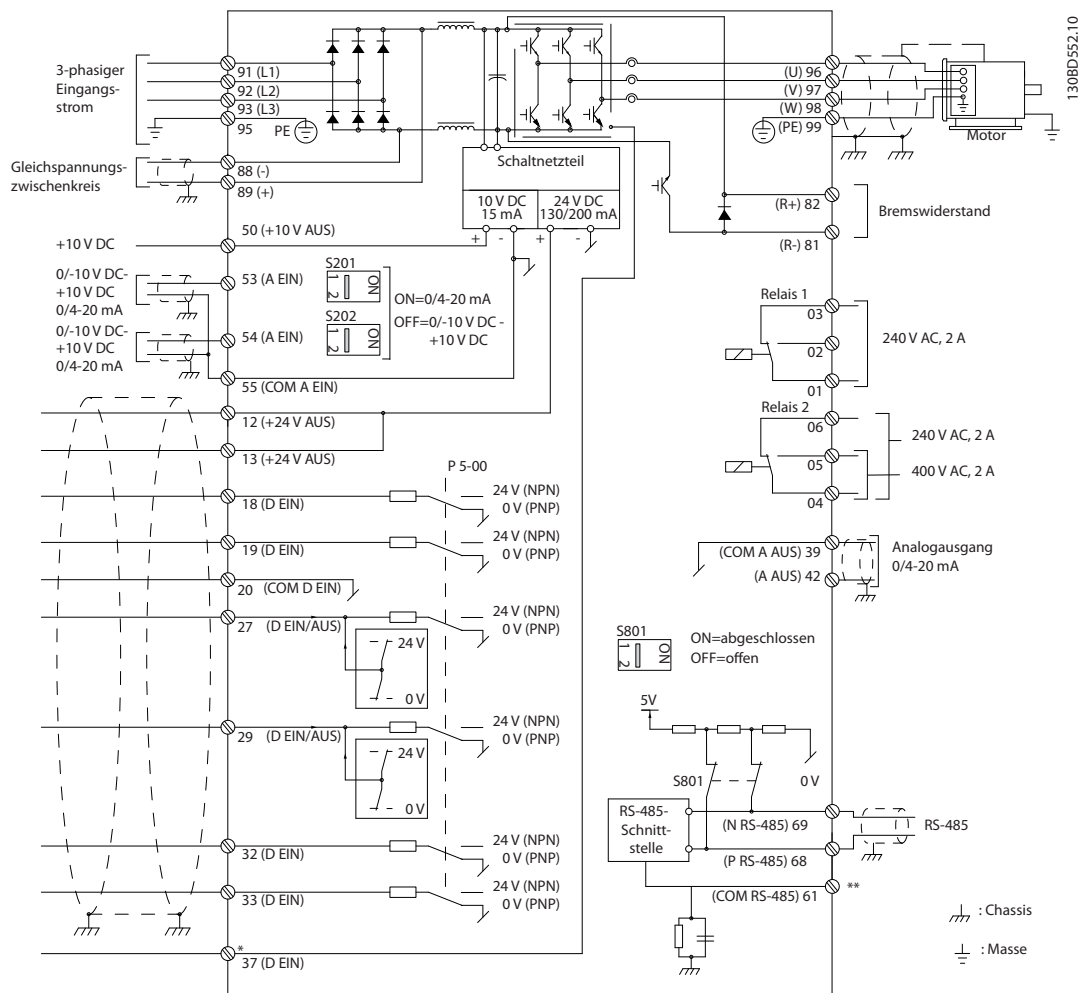 130BD552.10
3-phasiger
Eingangs-
strom
91 (L1)
92 (L2)
93 (L3)
95
PE
Gleichspannungs-
zwischenkreis
88 (-)
89 (+)
Schaltnetzteil
10 V DC
15 mA
24 V DC
130/200 mA
+
-
+
-
(U) 96
(V) 97
(W) 98
(PE) 99
Motor
(R+) 82
(R-) 81
Bremswiderstand
+10 V DC
50 (+10 V AUS)
0/-10 V DC-
+10 V DC
0/4-20 mA
53 (A EIN)
0/-10 V DC-
+10 V DC
0/4-20 mA
54 (A EIN)
55 (COM A EIN)
S201
1 2
ON
S202
1 2
ON
ON=0/4-20 mA
OFF=0/-10 V DC -
+10 V DC
12 (+24 V AUS)
13 (+24 V AUS)
P 5-00
18 (D EIN)
24 V (NPN)
0 V (PNP)
19 (D EIN)
24 V (NPN)
0 V (PNP)
20 (COM D EIN)
27 (D EIN/AUS)
24 V (NPN)
0 V (PNP)
24 V
0 V
29 (D EIN/AUS)
24 V (NPN)
0 V (PNP)
24 V
0 V
32 (D EIN)
24 V (NPN)
0 V (PNP)
33 (D EIN)
24 V (NPN)
0 V (PNP)
*
37 (D EIN)
Relais 1
03
02
01
240 V AC, 2 A
Relais 2
06
05
04
240 V AC, 2 A
400 V AC, 2 A
(COM A AUS) 39
(A AUS) 42
Analogausgang
0/4-20 mA
S801
1 2
ON
ON=abgeschlossen
OFF=offen
5V
S801
0 V
RS-485-
Schnitt-
stelle
(N RS-485) 69
(P RS-485) 68
(COM RS-485) 61
RS-485
**
: Chassis
: Masse